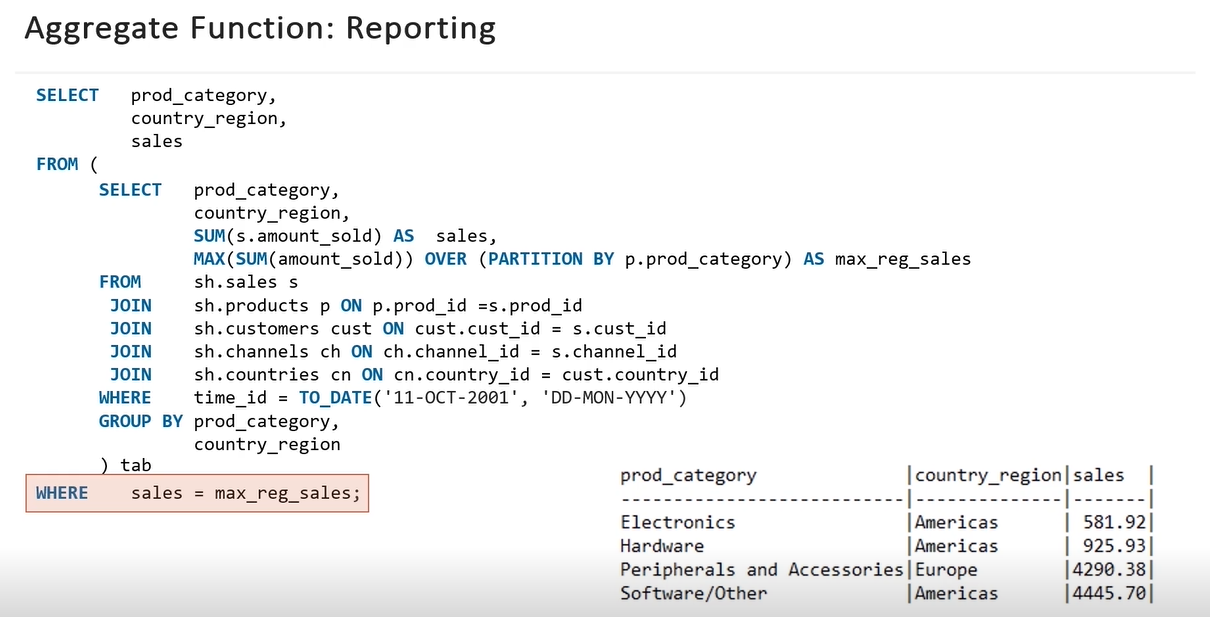 Aggregate Function: Reporting
SELECT prod_category,
country_region,
sales
FROM (
SELECT prod_category,
country_region,
SUM(s.amount_sold) AS sales,
MAX(SUM(amount_sold)) OVER (PARTITION BY p.prod_category) AS max_reg_sales
FROM sh.sales s
JOIN sh.products p ON p.prod_id =s.prod_id
JOIN sh.customers cust ON cust.cust_id = s.cust_id
JOIN sh.channels ch ON ch.channel_id = s.channel_id
JOIN sh.countries cn ON cn.country_id = cust.country_id
WHERE time_id = TO_DATE('11-OCT-2001', 'DD-MON-YYYY')
GROUP BY prod_category,
country_region
) tab
WHERE sales = max_reg_sales;
prod_category |country_region|sales |
---------------------------|--------------|-------|
Electronics |Americas | 581.92|
Hardware |Americas | 925.93|
Peripherals and Accessories|Europe |4290.38|
Software/Other |Americas |4445.70|